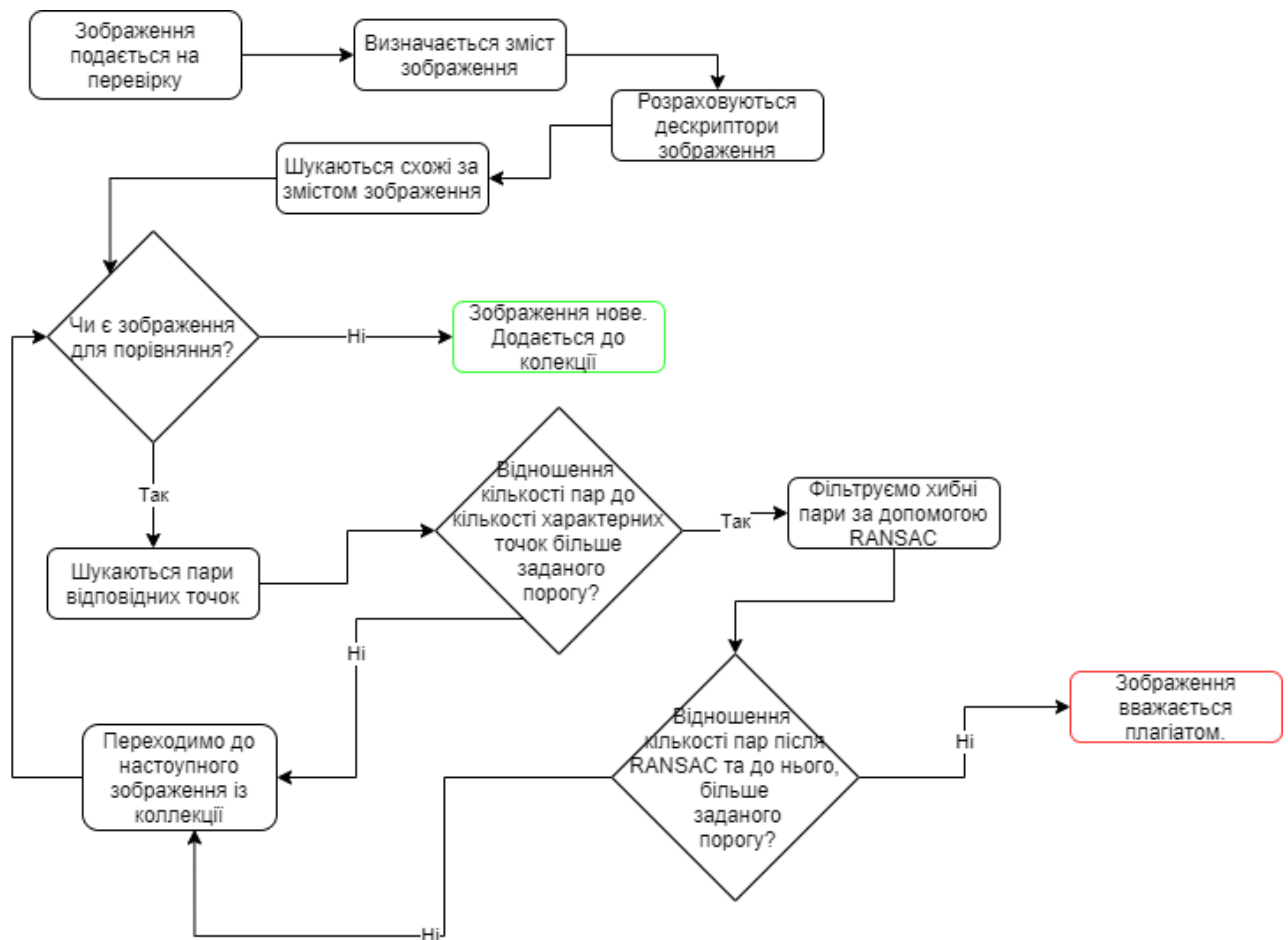 Зображення
подається на
перевірку
Визначається зміст
зображення
Розраховуються
дескриптори
зображення
Шукаються схожі за
змістом зображення
Чи є зображення
для порівняння?
Ні
Зображення нове.
Додається до
колекції
Так
Шукаються пари
відповідних точок
Відношення
кількості пар до
кількості характерних
точок більше
заданого
порогу?
Так
Фільтруємо хибні
пари за допомогою
RANSAC
Ні
Переходимо до
настоупного
зображення із
коллекції
Відношення
кількості пар після
RANSAC та до нього,
більше
заданого
порогу?
Ні
Зображення
вважається
плагіатом.
Ні